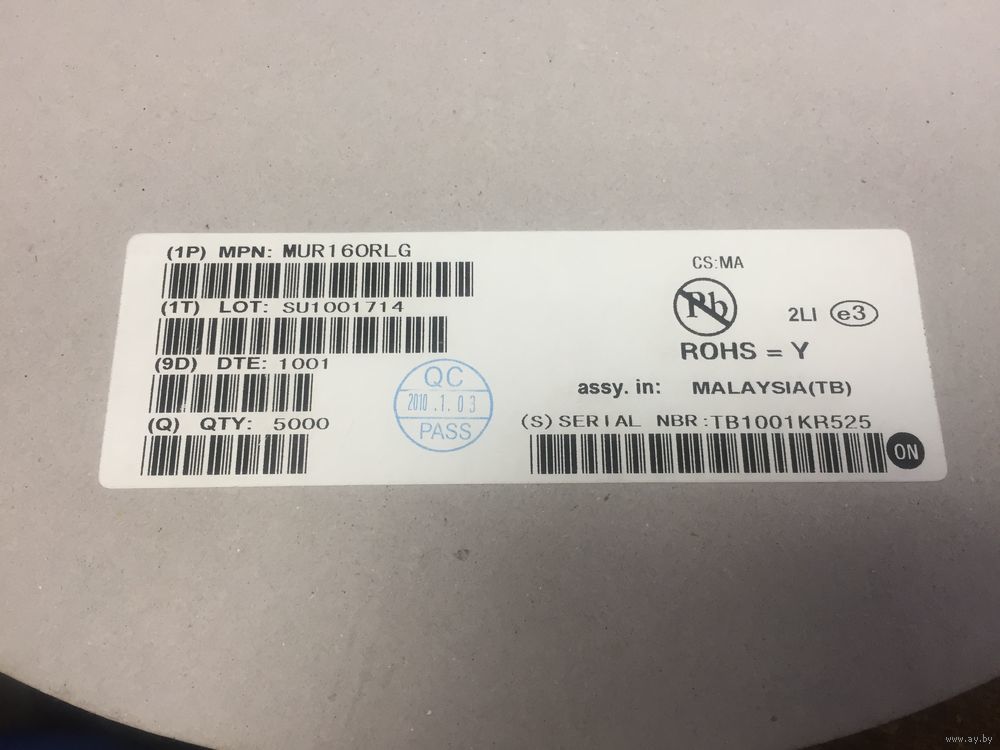 (1P) MPN: MUR160RLG
(1T) LOT: SU1001714
(9D) DTE: 1001
(Q) QTY: 5000
QC
2010.1.03
PASS
CS:MA
Pb
2LI e3
ROHS = Y
assy. in: MALAYSIA(TB)
(S)SERIAL NBR:TB1001KR525
ON
www.ay.by